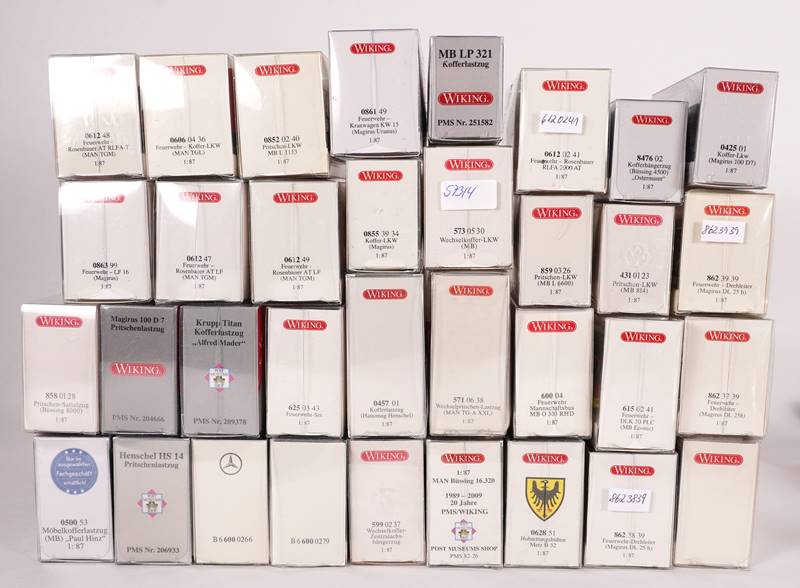 WIKING
0612 48
Feuerwehr –
Rosenbauer AT RLFA T
(MAN TGM)
1:87
WIKING
0606 04 36
Feuerwehr – Koffer-LKW
(MAN TGL)
1:87
WIKING
0852 02 40
Pritschen-LKW
MB L 3113
1:87
WIKING
0861 49
Feuerwehr –
Kranwagen KW 15
(Magirus Uranus)
1:87
MB LP 321
Kofferlastzug
WIKING
PMS Nr. 251582
WIKING
6120241
0612 02 41
Feuerwehr – Rosenbauer
RLFA 2000 AT
1:87
WIKING
8476 02
Kofferhängerzug
(Büssing 4500)
„Ostermann"
1:87
WIKING
0425 01
Koffer-Lkw
(Magirus 100 D7)
1:87
WIKING
0863 99
Feuerwehr – LF 16
(Magirus)
1:87
WIKING
0612 47
Feuerwehr –
Rosenbauer AT LF
(MAN TGM)
1:87
WIKING
0612 49
Feuerwehr –
Rosenbauer AT LF
(MAN TGM)
1:87
WIKING
0855 39 34
Koffer-LKW
(Magirus)
1:87
WIKING
57314
573 05 30
Wechselkoffer-LKW
(MB)
1:87
WIKING
859 03 26
Pritschen-LKW
(MB L 6600)
1:87
WIKING
431 01 23
Pritschen-LKW
(MB 814)
1:87
WIKING
8623939
862 39 39
Feuerwehr – Drehleiter
(Magirus DL 25 h)
1:87
WIKING
858 01 28
Pritschen-Sattelzug
(Büssing 8000)
1:87
Magirus 100 D 7
Pritschenlastzug
WIKING
PMS Nr. 204666
Krupp Titan
Kofferlastzug
„Alfred Mader"
PMS Nr. 209378
WIKING
625 03 43
Feuerwehr-Set
1:87
WIKING
0457 01
Kofferlastzug
(Hanomag Henschel)
1:87
WIKING
571 06 38
Wechselpritschen-Lastzug
(MAN TG-A XXL)
1:87
WIKING
600 04
Feuerwehr
Mannschaftsbus
MB O 320 RHD
1:87
WIKING
615 02 41
Feuerwehr –
DLK 20 PLC
(MB Econic)
1:87
WIKING
862 32 39
Feuerwehr –
Drehleiter
(Magirus DL 25h)
1:87
Nur im
ausgewählten
Fachgeschäft
erhältlich!
0500 53
Möbelkofferlastzug
(MB) „Paul Hinz"
1: 87
Henschel HS 14
Pritschenlastzug
PMS Nr. 206933
B 6 600 0266
B 6 600 0279
WIKING
599 02 37
Wechselkoffer-
Zentralachs-
hängerzug
1:87
1: 87
MAN Büssing 16.320
1989 – 2009
20 Jahre
PMS/WIKING
POST MUSEUMS SHOP
PMS 82-26
0628 51
Hubrettungsbühne
Metz B 32
1:87
WIKING
8623839
862 38 39
Feuerwehr – Drehleiter
(Magirus DL 25 h)
1:87
WIKING